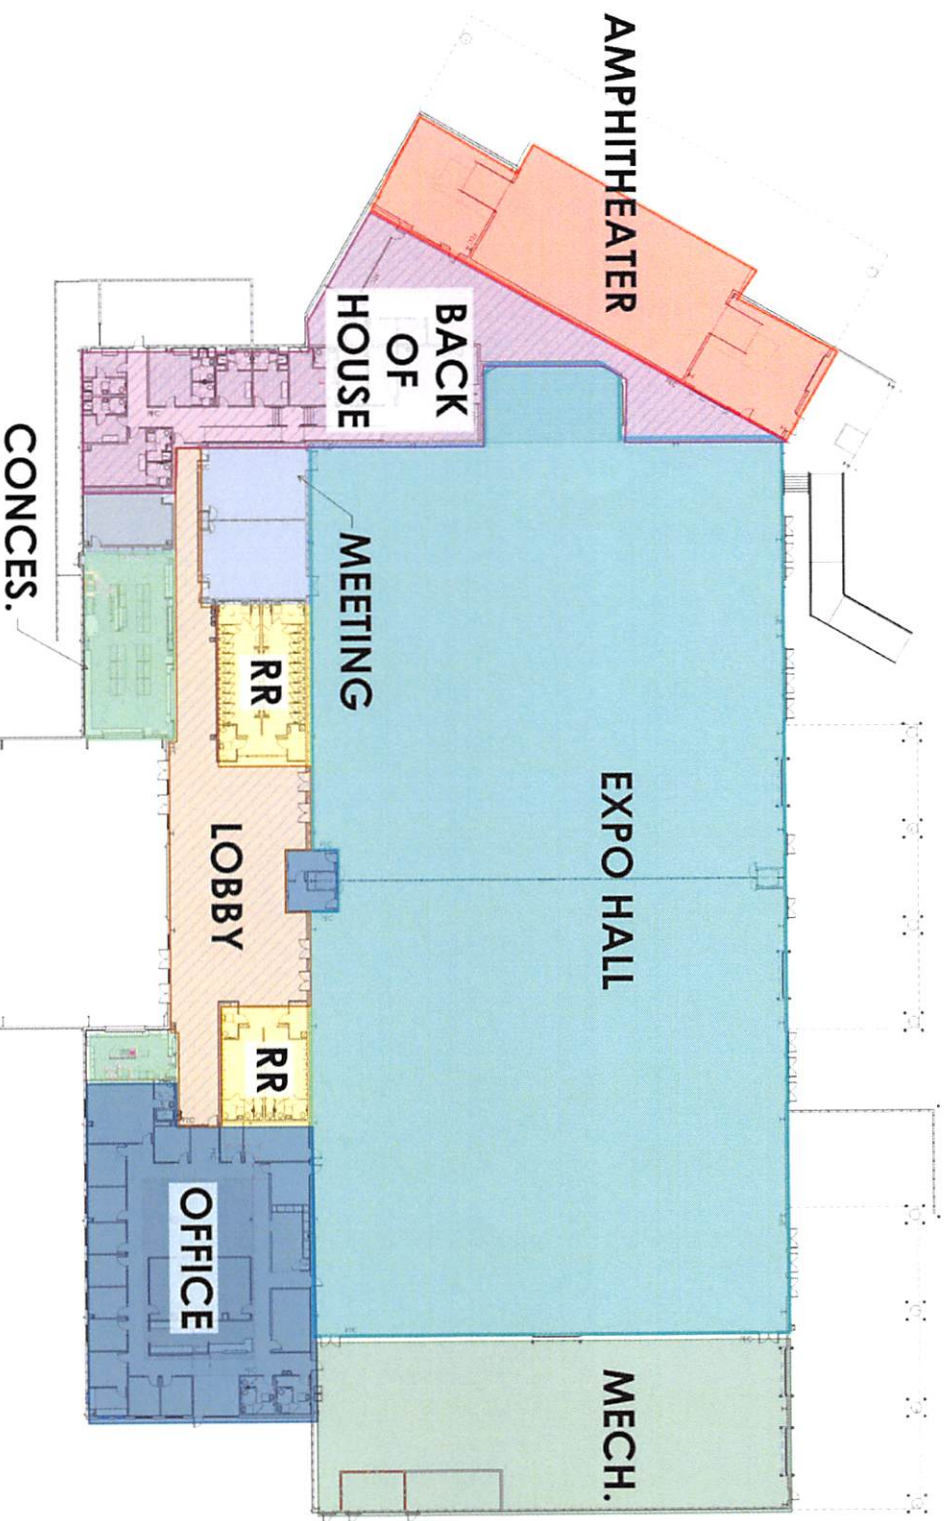 AMPHITHEATER
BACK
OF
HOUSE
CONCES.
MEETING
RR
EXPO HALL
LOBBY
RR
OFFICE
MECH.